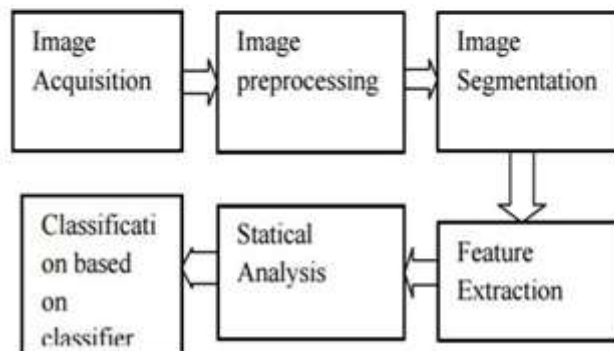 Image
Acquisition
Image
preprocessing
Image
Segmentation
Feature
Extraction
Statical
Analysis
Classificati
on based
on
classifier